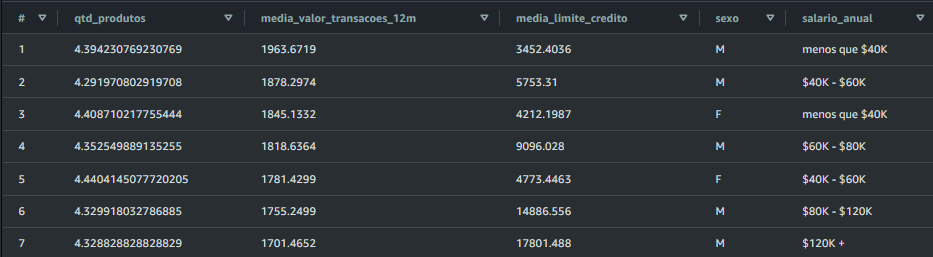 # qtd_produtos media_valor_transacoes_12m media_limite_credito sexo salario_anual
1 4.394230769230769 1963.6719 3452.4036 M menos que $40K
2 4.291970802919708 1878.2974 5753.31 M $40K - $60K
3 4.408710217755444 1845.1332 4212.1987 F menos que $40K
4 4.352549889135255 1818.6364 9096.028 M $60K - $80K
5 4.4404145077720205 1781.4299 4773.4463 F $40K - $60K
6 4.329918032786885 1755.2499 14886.556 M $80K - $120K
7 4.328828828828829 1701.4652 17801.488 M $120K +